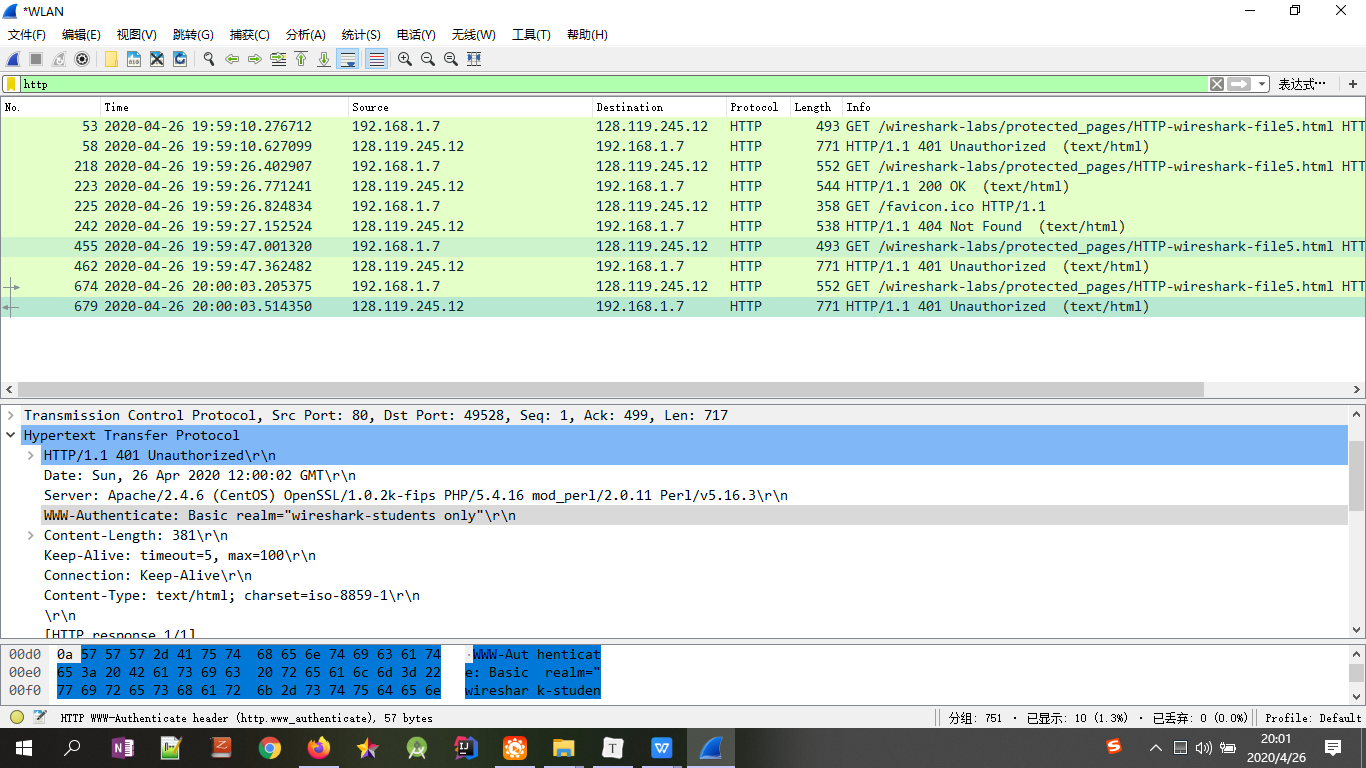 *WLAN
文件(F) 编辑(E) 视图(V) 跳转(G) 捕获(C) 分析(A) 统计(S) 电话(Y) 无线(W) 工具(T) 帮助(H)
http 表达式… +
No. Time Source Destination Protocol Length Info
53 2020-04-26 19:59:10.276712 192.168.1.7 128.119.245.12 HTTP 493 GET /wireshark-labs/protected_pages/HTTP-wireshark-file5.html HTT
58 2020-04-26 19:59:10.627099 128.119.245.12 192.168.1.7 HTTP 771 HTTP/1.1 401 Unauthorized (text/html)
218 2020-04-26 19:59:26.402907 192.168.1.7 128.119.245.12 HTTP 552 GET /wireshark-labs/protected_pages/HTTP-wireshark-file5.html HTT
223 2020-04-26 19:59:26.771241 128.119.245.12 192.168.1.7 HTTP 544 HTTP/1.1 200 OK (text/html)
225 2020-04-26 19:59:26.824834 192.168.1.7 128.119.245.12 HTTP 358 GET /favicon.ico HTTP/1.1
242 2020-04-26 19:59:27.152524 128.119.245.12 192.168.1.7 HTTP 538 HTTP/1.1 404 Not Found (text/html)
455 2020-04-26 19:59:47.001320 192.168.1.7 128.119.245.12 HTTP 493 GET /wireshark-labs/protected_pages/HTTP-wireshark-file5.html HTT
462 2020-04-26 19:59:47.362482 128.119.245.12 192.168.1.7 HTTP 771 HTTP/1.1 401 Unauthorized (text/html)
674 2020-04-26 20:00:03.205375 192.168.1.7 128.119.245.12 HTTP 552 GET /wireshark-labs/protected_pages/HTTP-wireshark-file5.html HTT
679 2020-04-26 20:00:03.514350 128.119.245.12 192.168.1.7 HTTP 771 HTTP/1.1 401 Unauthorized (text/html)
Transmission Control Protocol, Src Port: 80, Dst Port: 49528, Seq: 1, Ack: 499, Len: 717
Hypertext Transfer Protocol
HTTP/1.1 401 Unauthorized\r\n
Date: Sun, 26 Apr 2020 12:00:02 GMT\r\n
Server: Apache/2.4.6 (CentOS) OpenSSL/1.0.2k-fips PHP/5.4.16 mod_perl/2.0.11 Perl/v5.16.3\r\n
WWW-Authenticate: Basic realm="wireshark-students only"\r\n
Content-Length: 381\r\n
Keep-Alive: timeout=5, max=100\r\n
Connection: Keep-Alive\r\n
Content-Type: text/html; charset=iso-8859-1\r\n
\r\n
[HTTP response 1/1]
00d0 0a 57 57 57 2d 41 75 74 68 65 6e 74 69 63 61 74 ·WWW-Aut henticat
00e0 65 3a 20 42 61 73 69 63 20 72 65 61 6c 6d 3d 22 e: Basic realm="
00f0 77 69 72 65 73 68 61 72 6b 2d 73 74 75 64 65 6e wireshar k-studen
HTTP WWW-Authenticate header (http.www_authenticate), 57 bytes 分组: 751 · 已显示: 10 (1.3%) · 已丢弃: 0 (0.0%) Profile: Default
20:01
2020/4/26